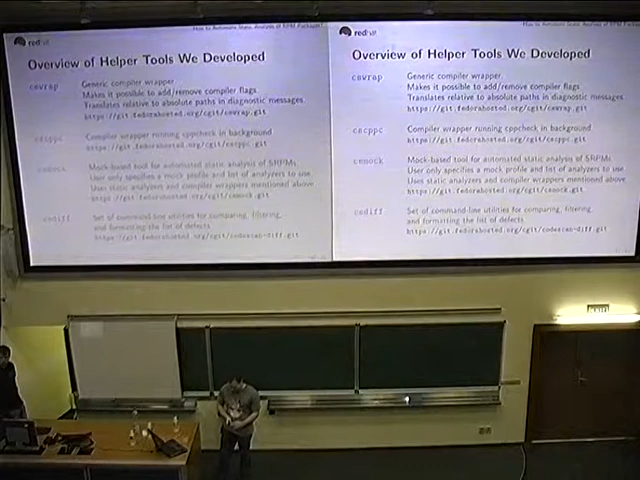 How to Automate Static Analysis of RPM Packages?
redhat
Overview of Helper Tools We Developed
cswrap Generic compiler wrapper.
Makes it possible to add/remove compiler flags.
Translates relative to absolute paths in diagnostic messages.
https://git.fedorahosted.org/cgit/cswrap.git
cscppc Compiler wrapper running cppcheck in background
https://git.fedorahosted.org/cgit/cscppc.git
csmock Mock-based tool for automated static analysis of SRPMs.
User only specifies a mock profile and list of analyzers to use.
Uses static analyzers and compiler wrappers mentioned above.
https://git.fedorahosted.org/cgit/csmock.git
csdiff Set of command-line utilities for comparing, filtering,
and formatting the list of defects
https://git.fedorahosted.org/cgit/codescan-diff.git
How to Automate Static Analysis of RPM Packages?
redhat
Overview of Helper Tools We Developed
cswrap Generic compiler wrapper.
Makes it possible to add/remove compiler flags
Translates relative to absolute paths in diagnostic messages.
https://git.fedorahosted.org/cgit/cswrap.git
cscppc Compiler wrapper running cppcheck in background
https://git.fedorahosted.org/cgit/cscppc.git
csmock Mock-based tool for automated static analysis of SRPMs.
User only specifies a mock profile and list of analyzers to use.
Uses static analyzers and compiler wrappers mentioned above
https://git.fedorahosted.org/cgit/csmock.git
csdiff Set of command-line utilities for comparing, filtering,
and formatting the list of defects
https://git.fedorahosted.org/cgit/codescan-diff.git